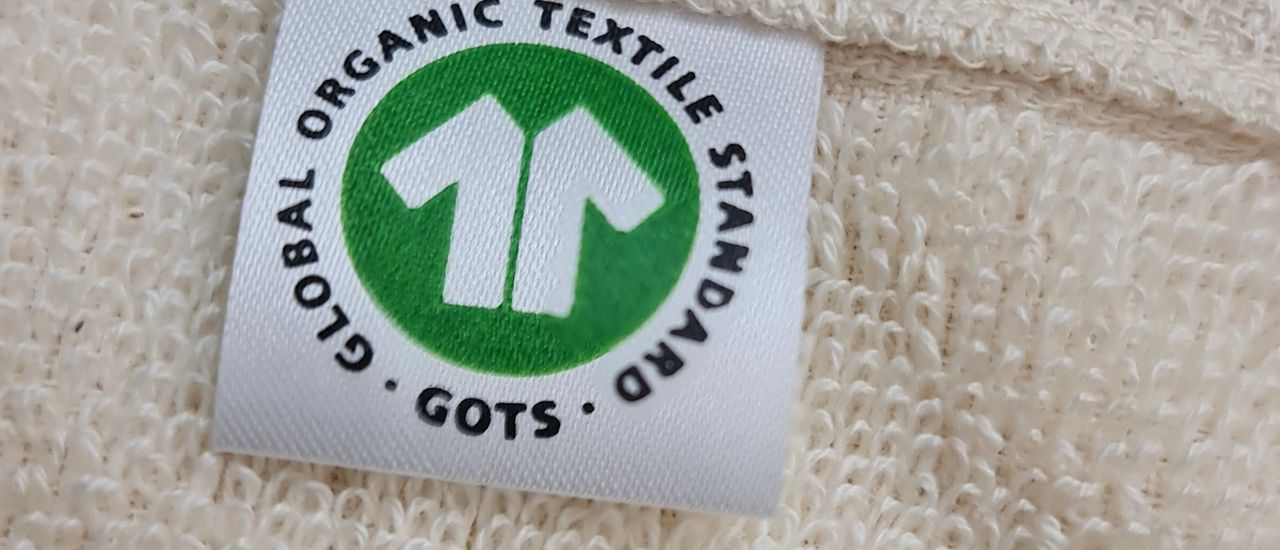 GLOBAL ORGANIC TEXTILE STANDARD
· GOTS ·